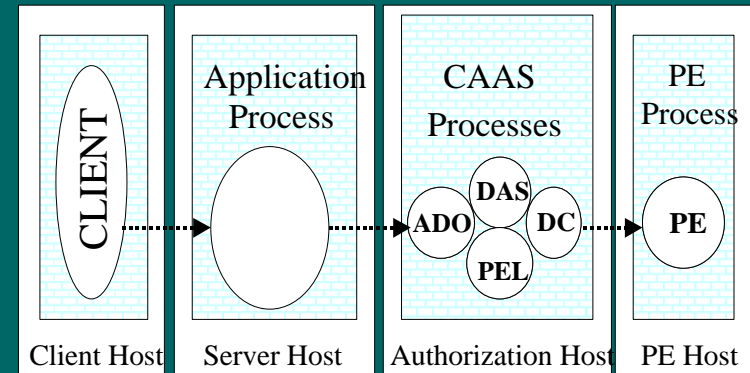 CLIENT
Client Host
Application
Process
Server Host
CAAS
Processes
ADO
DAS
DC
PEL
Authorization Host
PE
Process
PE
PE Host